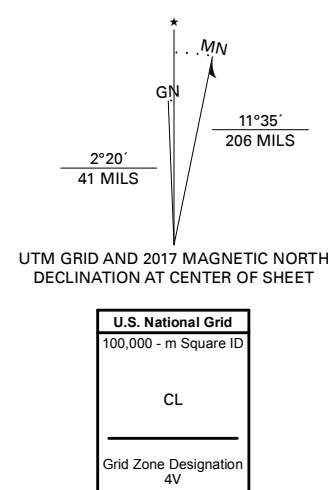 ★
MN
GN
11°35´
206 MILS
2°20´
41 MILS
UTM GRID AND 2017 MAGNETIC NORTH
DECLINATION AT CENTER OF SHEET
U.S. National Grid
100,000 - m Square ID
CL
Grid Zone Designation
4V